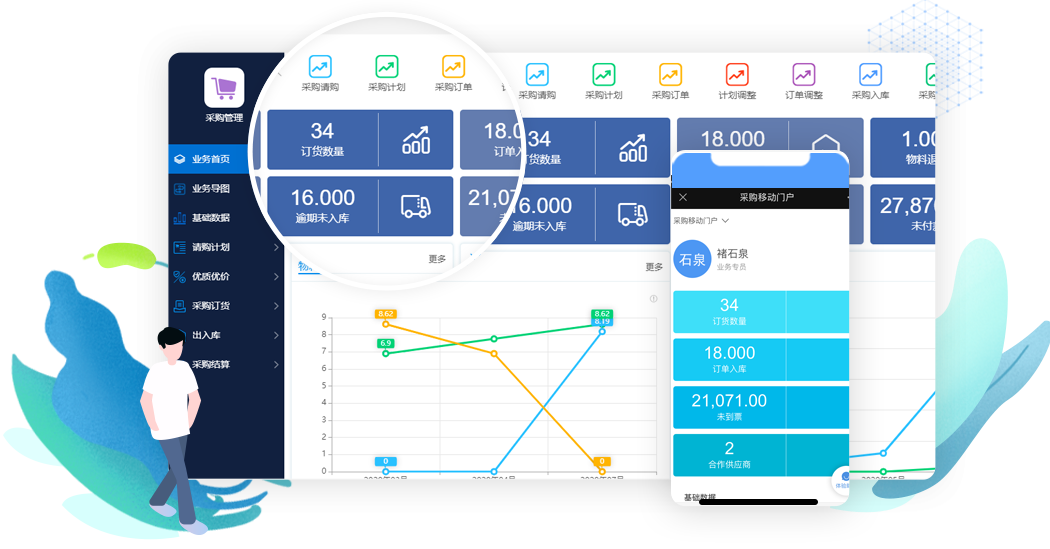 采购管理
业务首页
业务导图
基础数据
请购计划
优质优价
采购订货
出入库
采购结算
采购请购
采购计划
采购订单
34
订货数量
18.0
订单入
16.000
逾期未入库
21,07
更多
采购请购
采购计划
采购订单
计划调整
订单调整
采购入库
采购
34
订货数量
18.000
1.00
物料退
16.000
逾期未入库
27,870
未付
更多
9
8
7
6
5
4
3
2
1
0
8.62
6.9
0
8.62
8.19
0
采购移动门户
采购移动门户
石泉
褚石泉
业务专员
34
订货数量
18.000
订单入库
21,071.00
未到票
2
合作供应商
基础数据